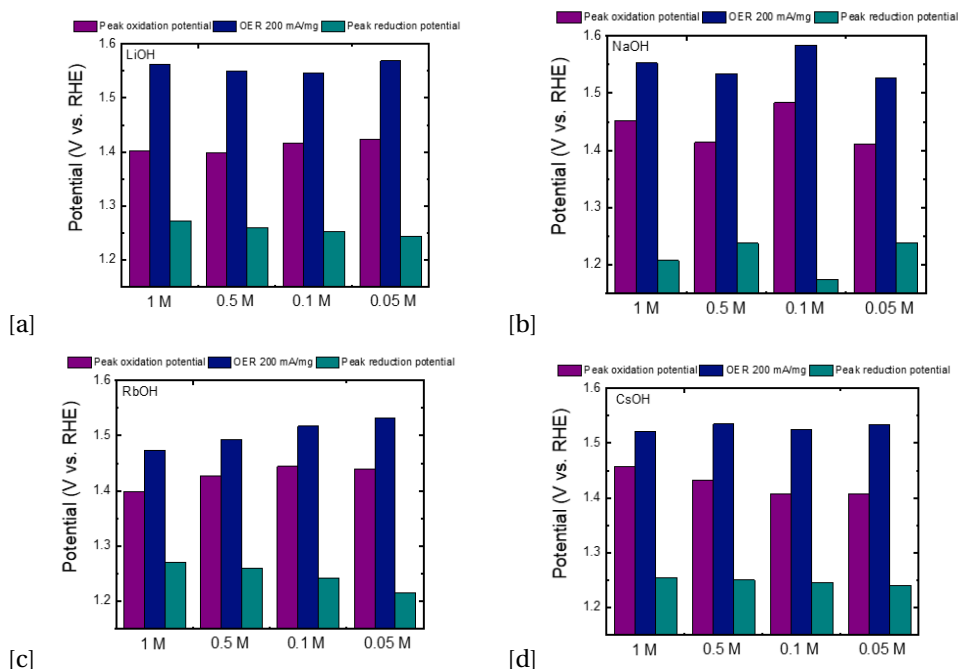 Peak oxidation potential OER 200 mA/mg Peak reduction potential
LiOH
1.6
1.5
1.4
1.3
1.2
Potential (V vs. RHE)
1 M 0.5 M 0.1 M 0.05 M
[a]
Peak oxidation potential OER 200 mA/mg Peak reduction potential
NaOH
1.6
1.5
1.4
1.3
1.2
Potential (V vs. RHE)
1 M 0.5 M 0.1 M 0.05 M
[b]
Peak oxidation potential OER 200 mA/mg Peak reduction potential
RbOH
1.6
1.5
1.4
1.3
1.2
Potential (V vs. RHE)
1 M 0.5 M 0.1 M 0.05 M
[c]
Peak oxidation potential OER 200 mA/mg Peak reduction potential
CsOH
1.6
1.5
1.4
1.3
1.2
Potential (V vs. RHE)
1 M 0.5 M 0.1 M 0.05 M
[d]